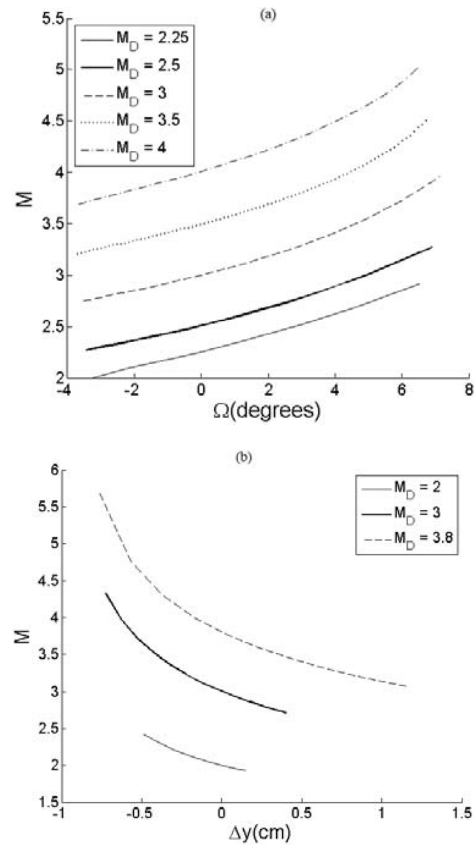 (a)
5.5
5
4.5
4
3.5
3
2.5
2
M
M_D = 2.25
M_D = 2.5
M_D = 3
M_D = 3.5
M_D = 4
-4 -2 0 2 4 6 8
Ω(degrees)
(b)
6
5.5
5
4.5
4
3.5
3
2.5
2
1.5
M
M_D = 2
M_D = 3
M_D = 3.8
-1 -0.5 0 0.5 1 1.5
Δy(cm)